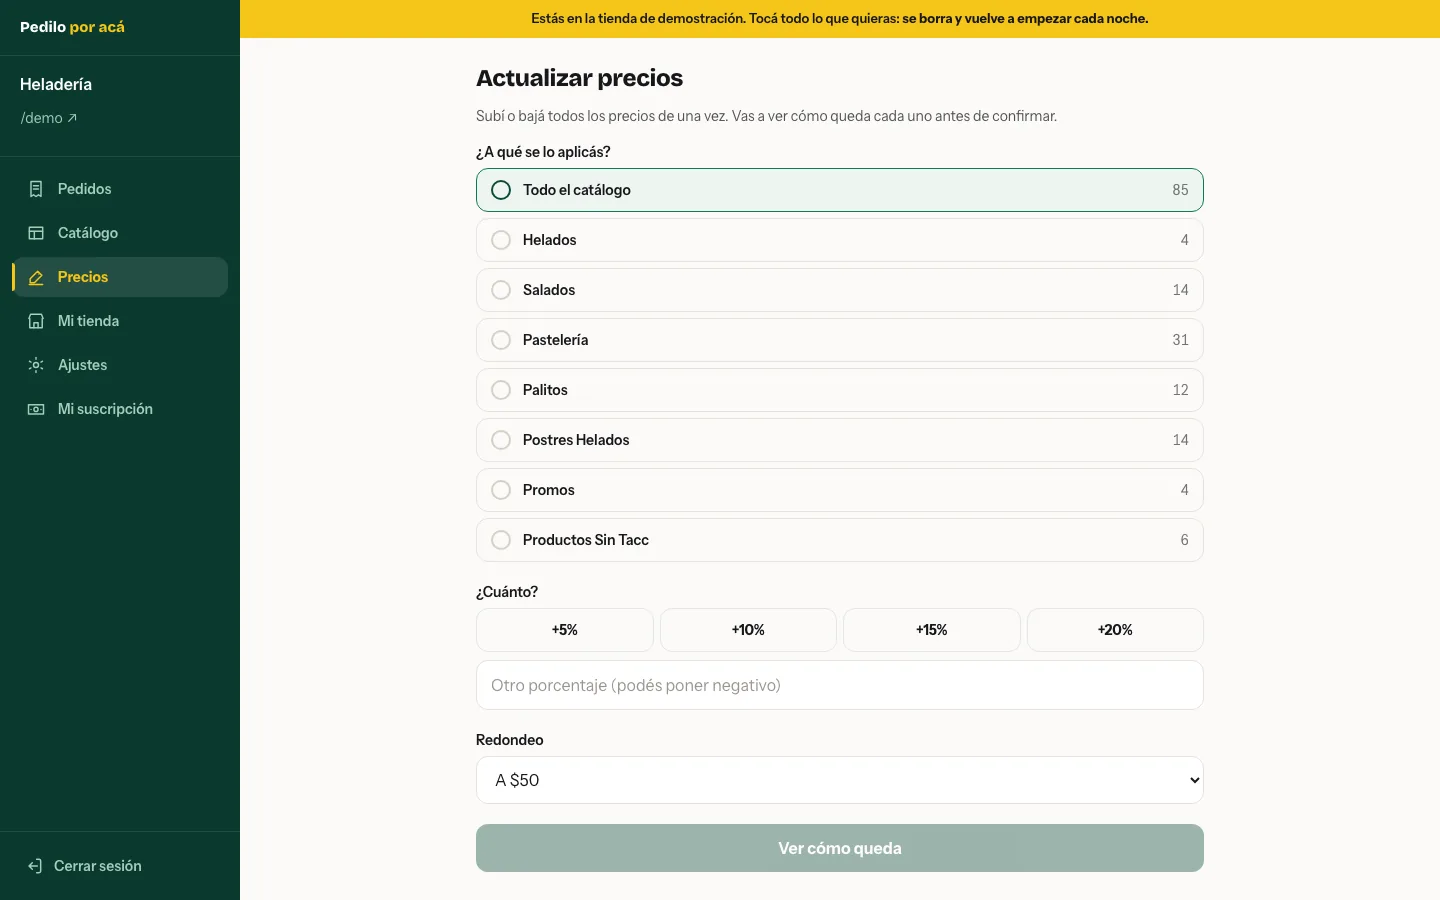 Pedilo por acá
Heladería
/demo ↗
Pedidos
Catálogo
Precios
Mi tienda
Ajustes
Mi suscripción
Cerrar sesión
Estás en la tienda de demostración. Tocá todo lo que quieras: se borra y vuelve a empezar cada noche.
Actualizar precios
Subí o bajá todos los precios de una vez. Vas a ver cómo queda cada uno antes de confirmar.
¿A qué se lo aplicás?
Todo el catálogo 85
Helados 4
Salados 14
Pastelería 31
Palitos 12
Postres Helados 14
Promos 4
Productos Sin Tacc 6
¿Cuánto?
+5% +10% +15% +20%
Otro porcentaje (podés poner negativo)
Redondeo
A $50
Ver cómo queda